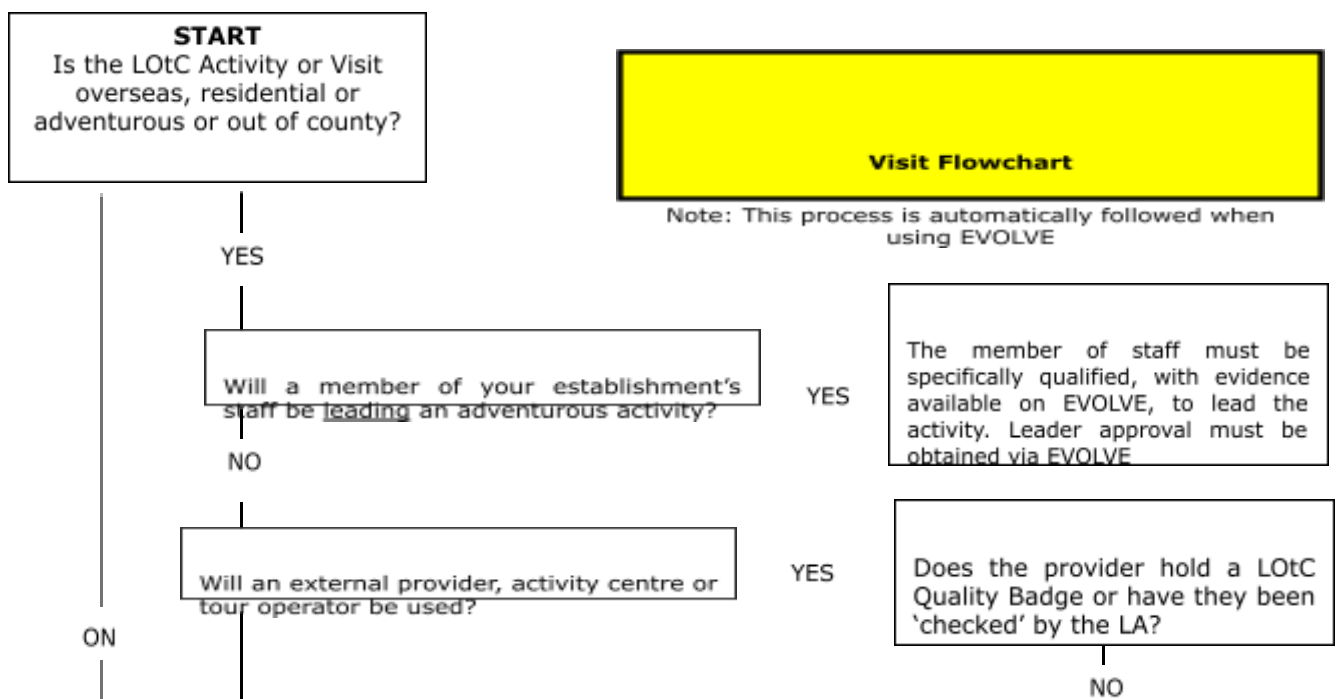 START
Is the LOtC Activity or Visit
overseas, residential or
adventurous or out of county?
Visit Flowchart
Note: This process is automatically followed when
using EVOLVE
YES
Will a member of your establishment's
staff be leading an adventurous activity?
YES
The member of staff must be
specifically qualified, with evidence
available on EVOLVE, to lead the
activity. Leader approval must be
obtained via EVOLVE
NO
Will an external provider, activity centre or
tour operator be used?
YES
Does the provider hold a LOtC
Quality Badge or have they been
‘checked’ by the LA?
ON
NO